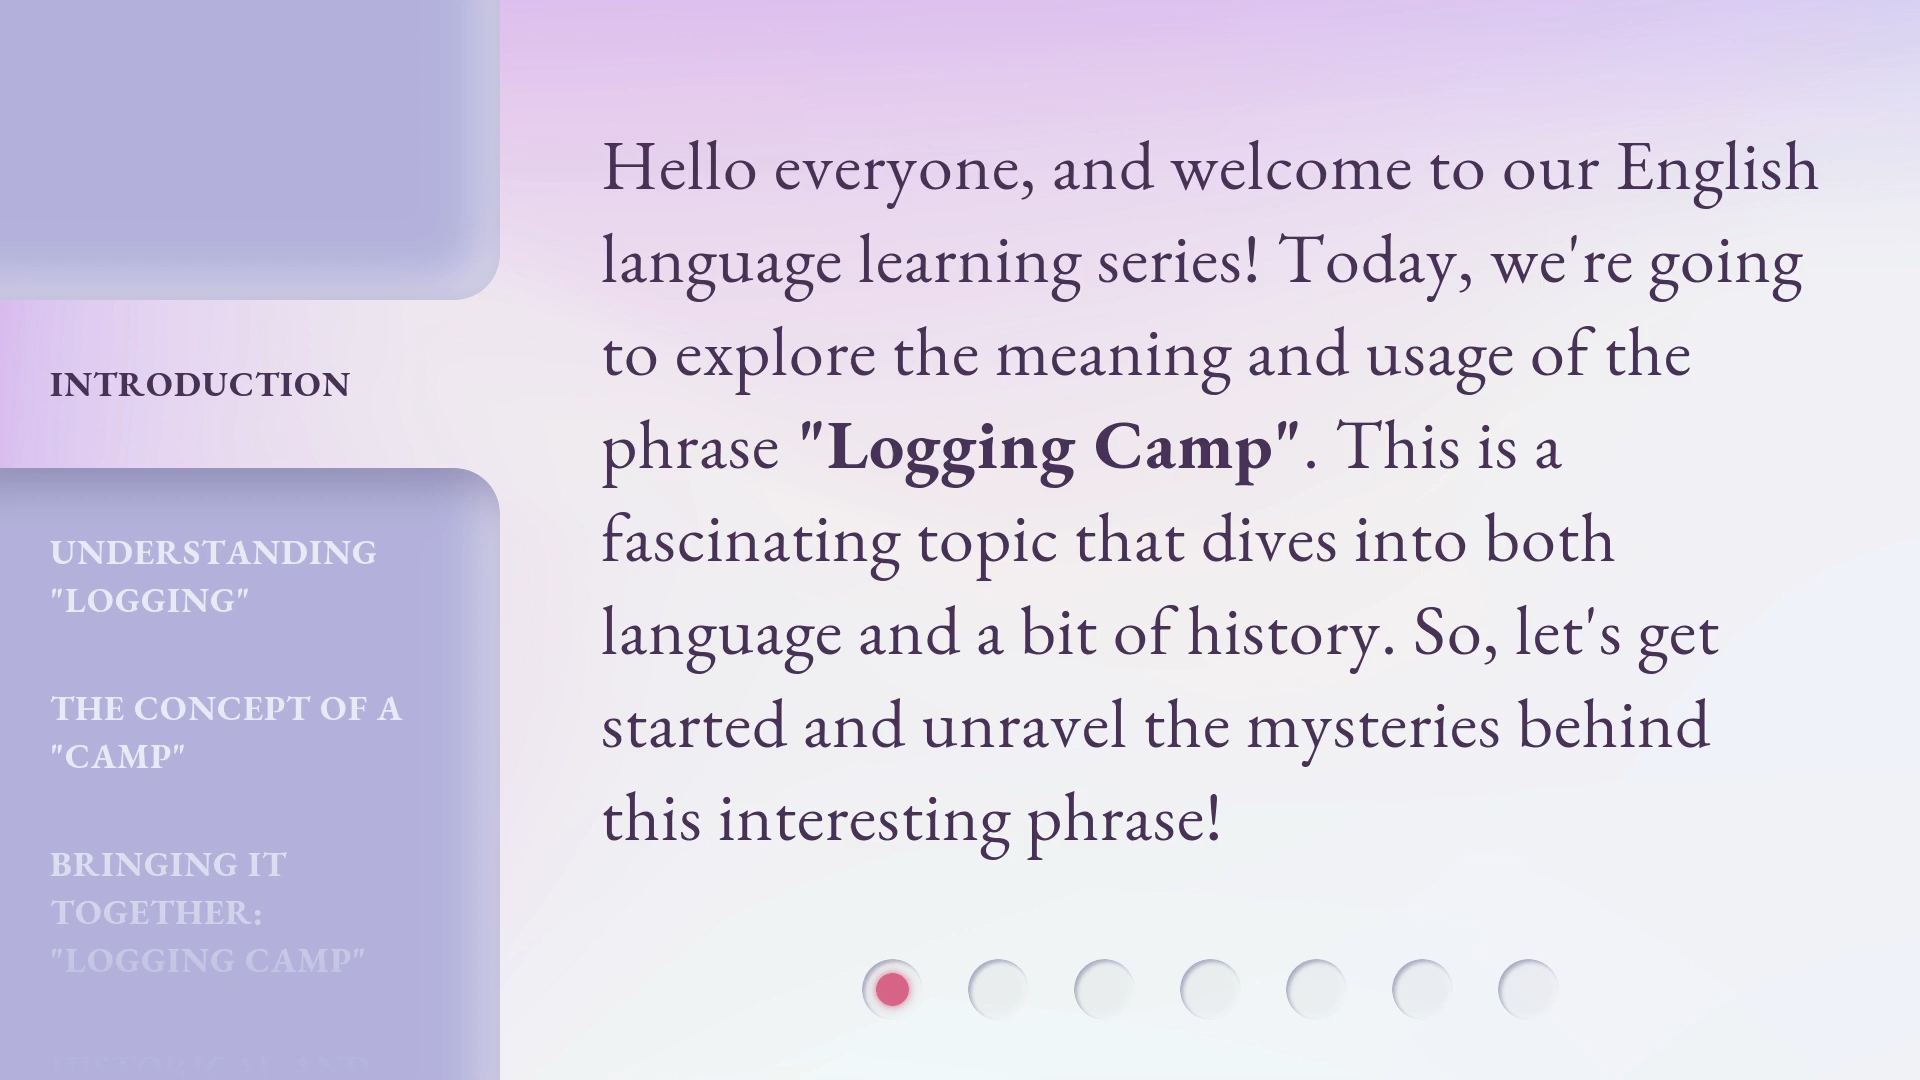 INTRODUCTION
UNDERSTANDING
"LOGGING"
THE CONCEPT OF A
"CAMP"
BRINGING IT
TOGETHER:
"LOGGING CAMP"
HISTORICAL AND
Hello everyone, and welcome to our English
language learning series! Today, we're going
to explore the meaning and usage of the
phrase "Logging Camp". This is a
fascinating topic that dives into both
language and a bit of history. So, let's get
started and unravel the mysteries behind
this interesting phrase!